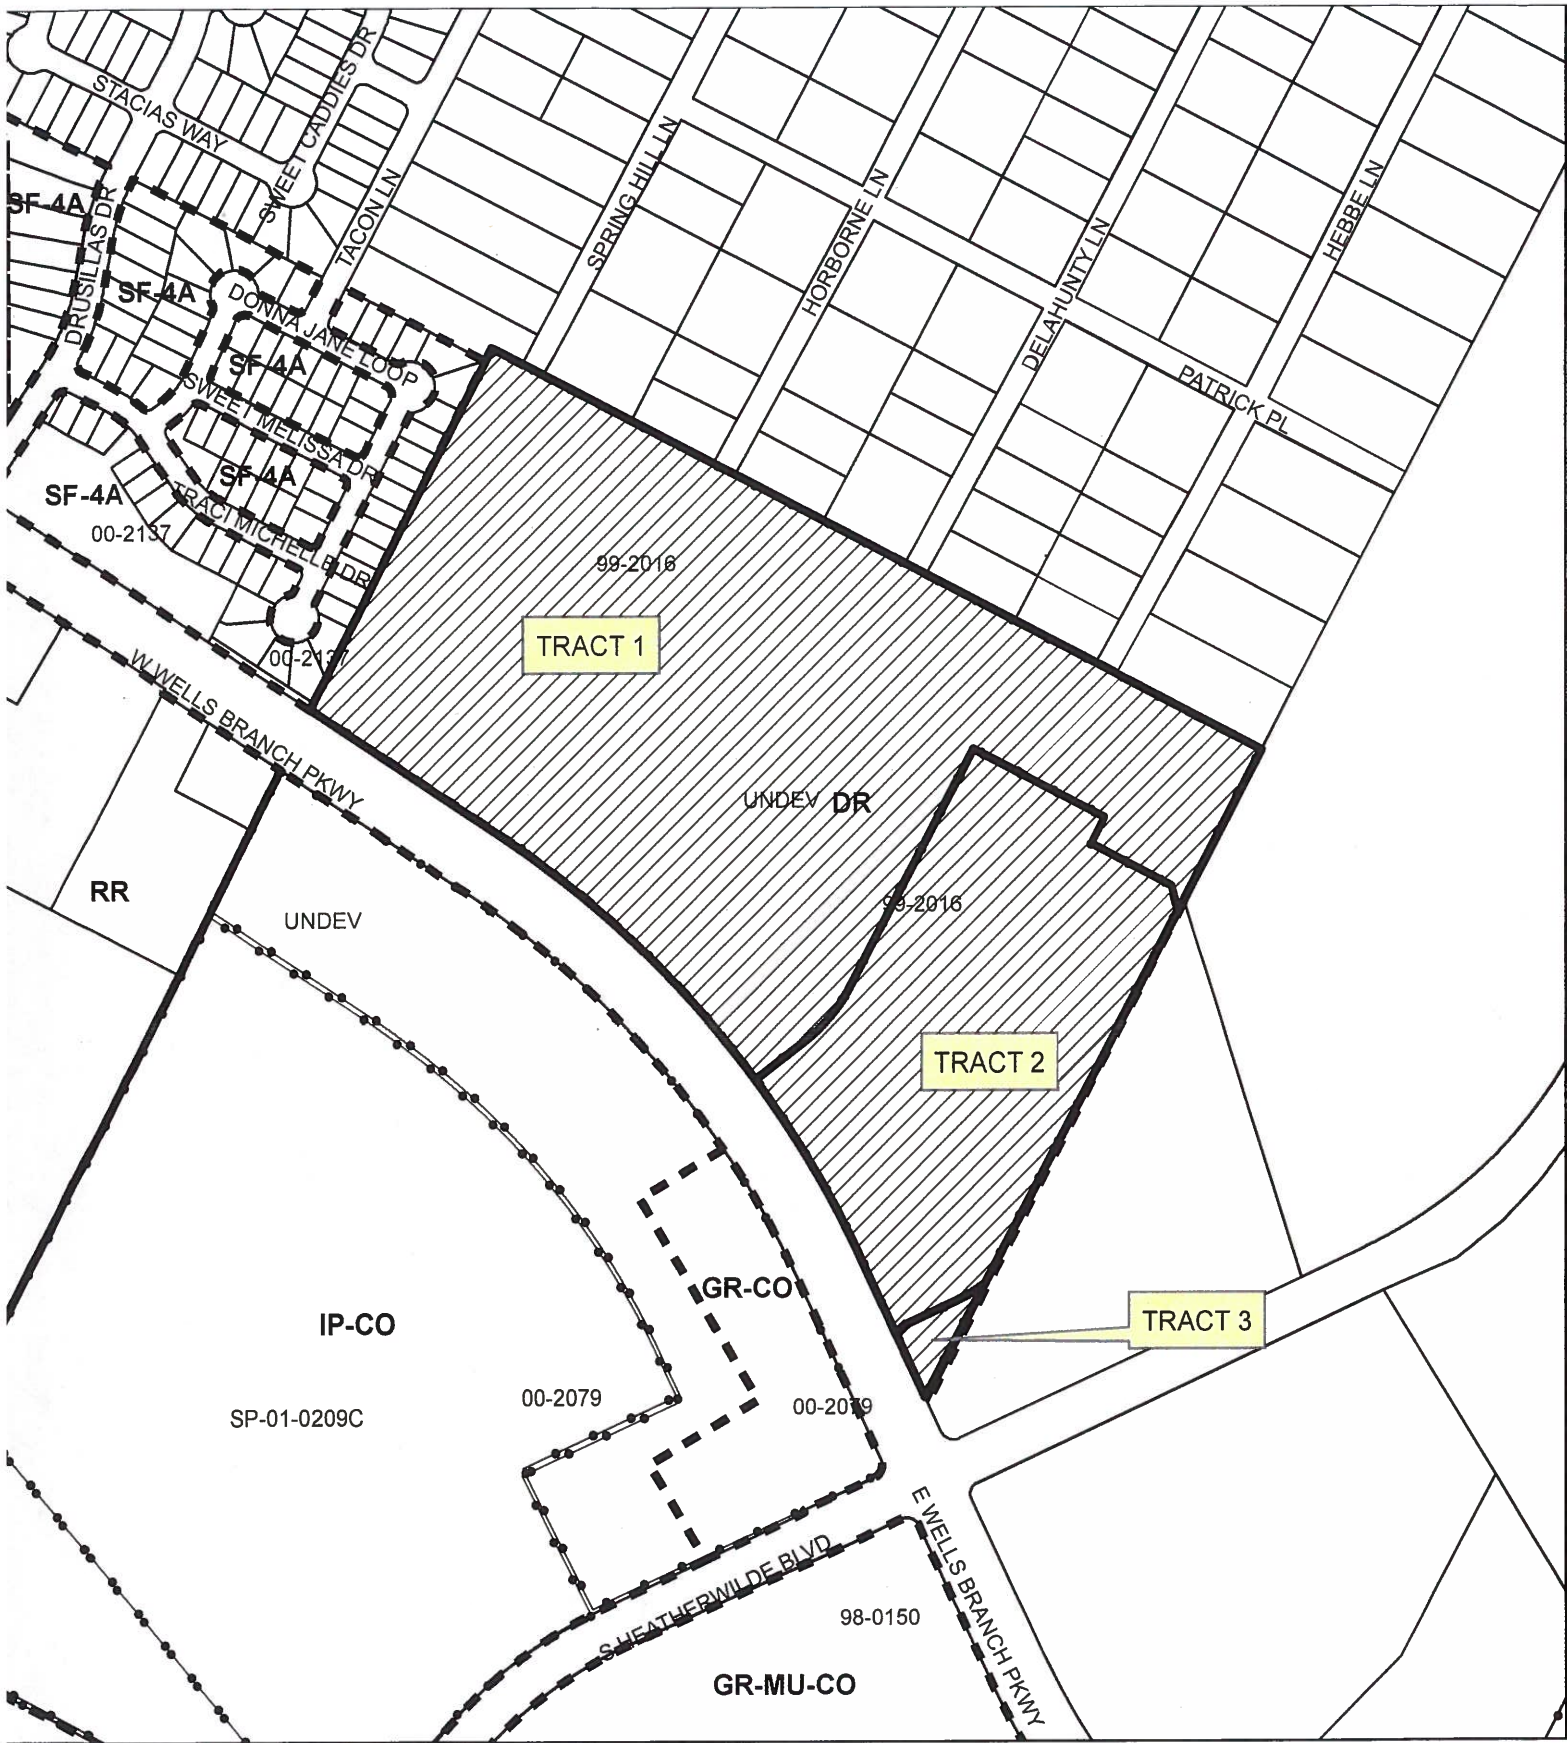 STACIAS WAY
SWEET CADDIES DR
TACON LN
SPRING HILL LN
HORBORNE LN
DELAHUNTY LN
HEBBE LN
PATRICK PL
SF-4A
DRUSILLAS DR
SF-4A
DONNA JANE LOOP
SF-4A
SWEET MELISSA DR
SF-4A
SF-4A
TRACI MICHELLE DR
00-2137
00-2137
99-2016
TRACT 1
W WELLS BRANCH PKWY
UNDEV
DR
RR
UNDEV
99-2016
TRACT 2
GR-CO
IP-CO
TRACT 3
00-2079
00-2079
SP-01-0209C
E WELLS BRANCH PKWY
S HEATHERWILDE BLVD
98-0150
GR-MU-CO